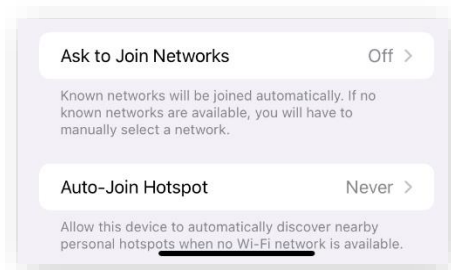 Ask to Join Networks Off >
Known networks will be joined automatically. If no
known networks are available, you will have to
manually select a network.
Auto-Join Hotspot Never >
Allow this device to automatically discover nearby
personal hotspots when no Wi-Fi network is available.